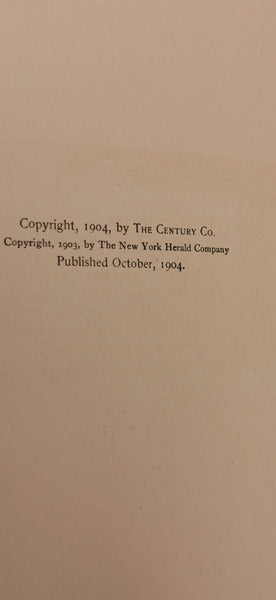 Copyright, 1904, by THE CENTURY CO.
Copyright, 1903, by The New York Herald Company
Published October, 1904.